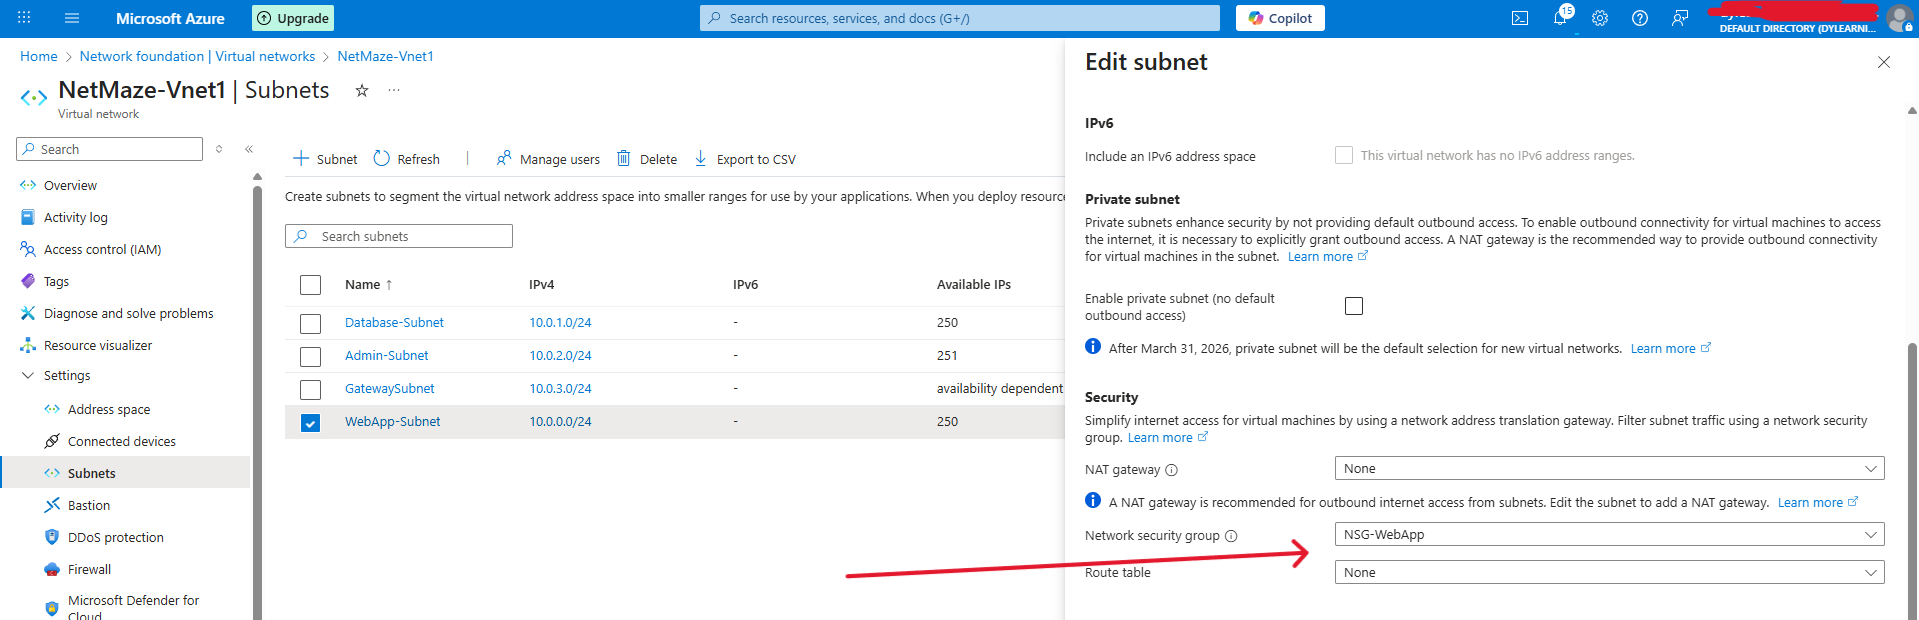 Microsoft Azure
Upgrade
Search resources, services, and docs (G+/)
Copilot
15
DEFAULT DIRECTORY (DYLEARNI...
Home > Network foundation | Virtual networks > NetMaze-Vnet1
NetMaze-Vnet1 | Subnets
Virtual network
Search
Overview
Activity log
Access control (IAM)
Tags
Diagnose and solve problems
Resource visualizer
Settings
Address space
Connected devices
Subnets
Bastion
DDoS protection
Firewall
Microsoft Defender for
Cloud
Subnet
Refresh
Manage users
Delete
Export to CSV
Create subnets to segment the virtual network address space into smaller ranges for use by your applications. When you deploy resource
Search subnets
Name ↑ IPv4 IPv6 Available IPs
Database-Subnet 10.0.1.0/24 - 250
Admin-Subnet 10.0.2.0/24 - 251
GatewaySubnet 10.0.3.0/24 - availability dependent
WebApp-Subnet 10.0.0.0/24 - 250
Edit subnet
IPv6
Include an IPv6 address space
This virtual network has no IPv6 address ranges.
Private subnet
Private subnets enhance security by not providing default outbound access. To enable outbound connectivity for virtual machines to access
the internet, it is necessary to explicitly grant outbound access. A NAT gateway is the recommended way to provide outbound connectivity
for virtual machines in the subnet. Learn more
Enable private subnet (no default
outbound access)
After March 31, 2026, private subnet will be the default selection for new virtual networks. Learn more
Security
Simplify internet access for virtual machines by using a network address translation gateway. Filter subnet traffic using a network security
group. Learn more
NAT gateway
None
A NAT gateway is recommended for outbound internet access from subnets. Edit the subnet to add a NAT gateway. Learn more
Network security group
NSG-WebApp
Route table
None